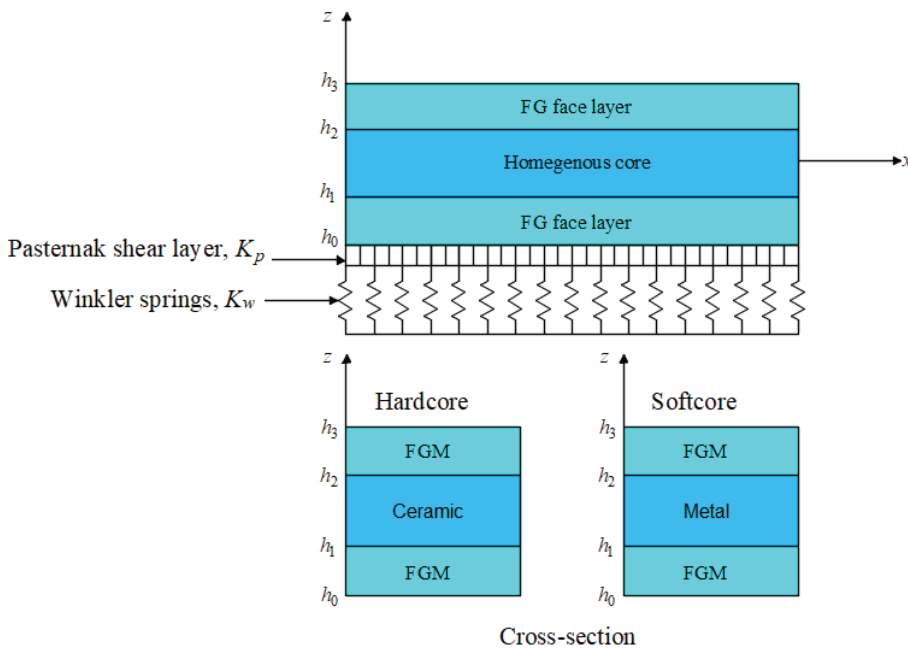 z
h3
FG face layer
h2
Homegenous core
x
h1
FG face layer
h0
Pasternak shear layer, Kp
Winkler springs, Kw
z
z
Hardcore
Softcore
h3
FGM
h3
FGM
h2
h2
Ceramic
Metal
h1
h1
FGM
FGM
h0
h0
Cross-section